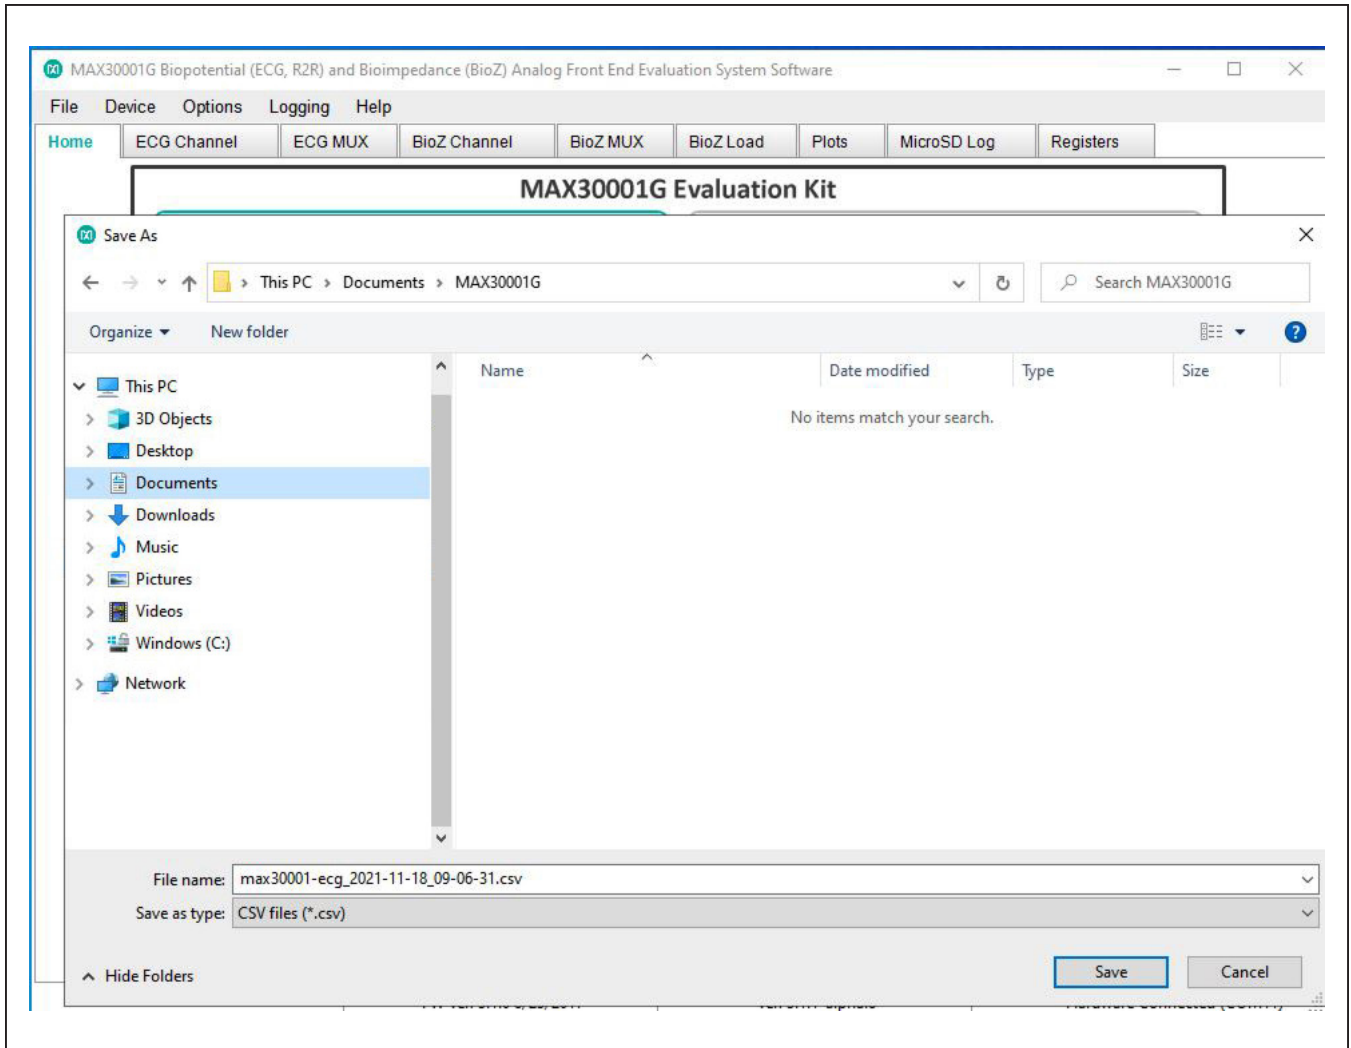 MAX30001G Biopotential (ECG, R2R) and Bioimpedance (BioZ) Analog Front End Evaluation System Software
File Device Options Logging Help
Home ECG Channel ECG MUX BioZ Channel BioZ MUX BioZ Load Plots MicroSD Log Registers
MAX30001G Evaluation Kit
Save As
This PC › Documents › MAX30001G Search MAX30001G
Organize New folder
Name Date modified Type Size
This PC
No items match your search.
3D Objects
Desktop
Documents
Downloads
Music
Pictures
Videos
Windows (C:)
Network
File name: max30001-ecg_2021-11-18_09-06-31.csv
Save as type: CSV files (*.csv)
Hide Folders Save Cancel